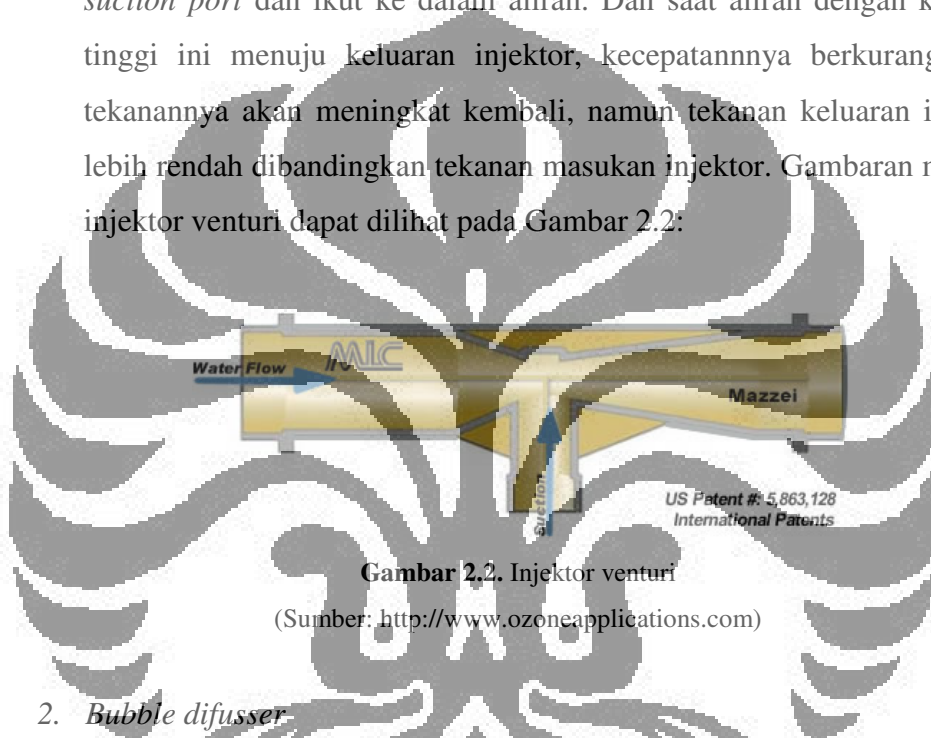 suction port dan ikut ke dalam aliran. Dan saat aliran dengan k
tinggi ini menuju keluaran injektor, kecepatannnya berkurang
tekanannya akan meningkat kembali, namun tekanan keluaran i
lebih rendah dibandingkan tekanan masukan injektor. Gambaran
injektor venturi dapat dilihat pada Gambar 2.2:
MIC
Water Flow
Mazzei
Suction
US Patent #: 5,863,128
International Patents
Gambar 2.2. Injektor venturi
(Sumber: http://www.ozoneapplications.com)
2. Bubble difusser